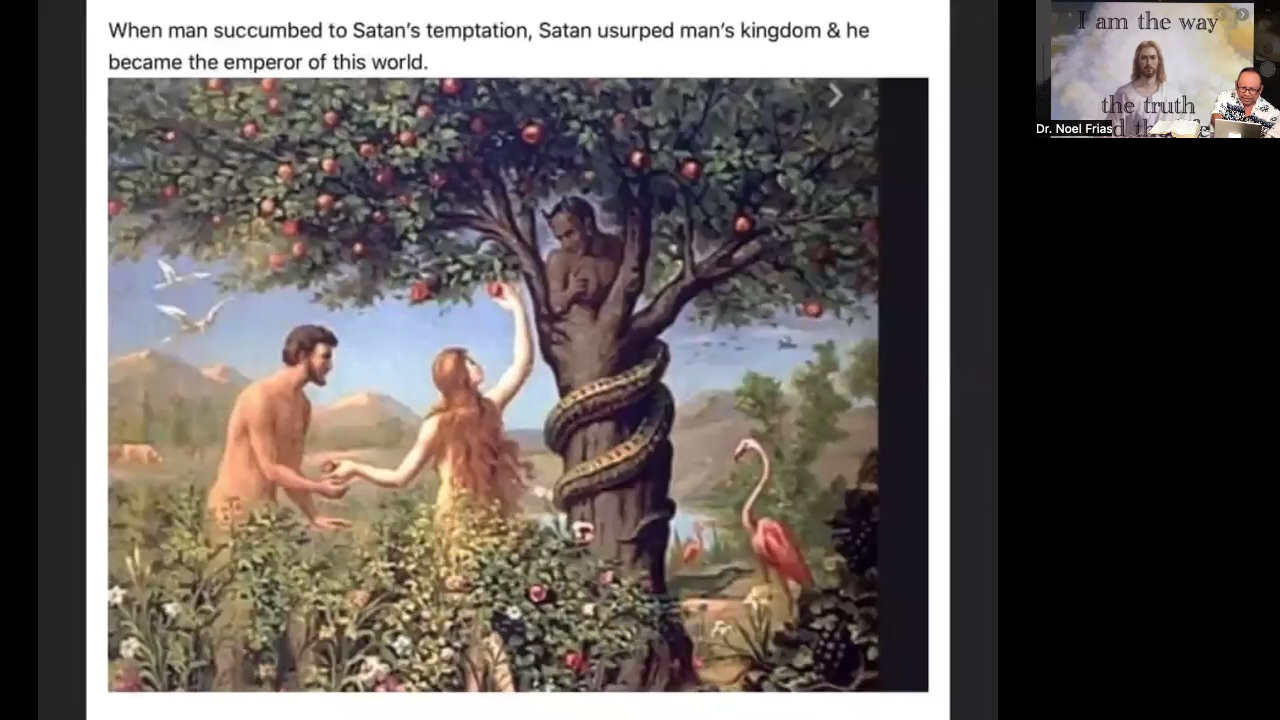 When man succumbed to Satan's temptation, Satan usurped man's kingdom & he
became the emperor of this world.
I am the way
the truth
Dr. Noel Frias